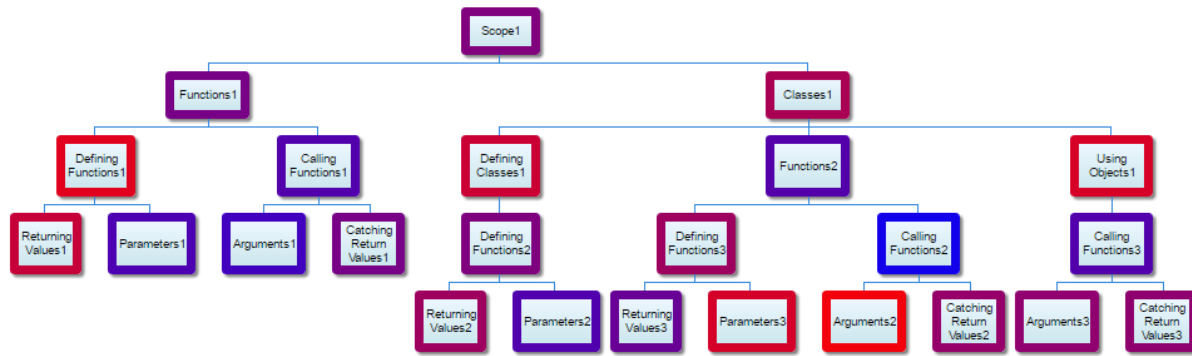 Scope1
Functions1
Classes1
Defining
Functions1
Calling
Functions1
Defining
Classes1
Functions2
Using
Objects1
Returning
Values1
Parameters1
Arguments1
Catching
Return
Values1
Defining
Functions2
Defining
Functions3
Calling
Functions2
Calling
Functions3
Returning
Values2
Parameters2
Returning
Values3
Parameters3
Arguments2
Catching
Return
Values2
Arguments3
Catching
Return
Values3